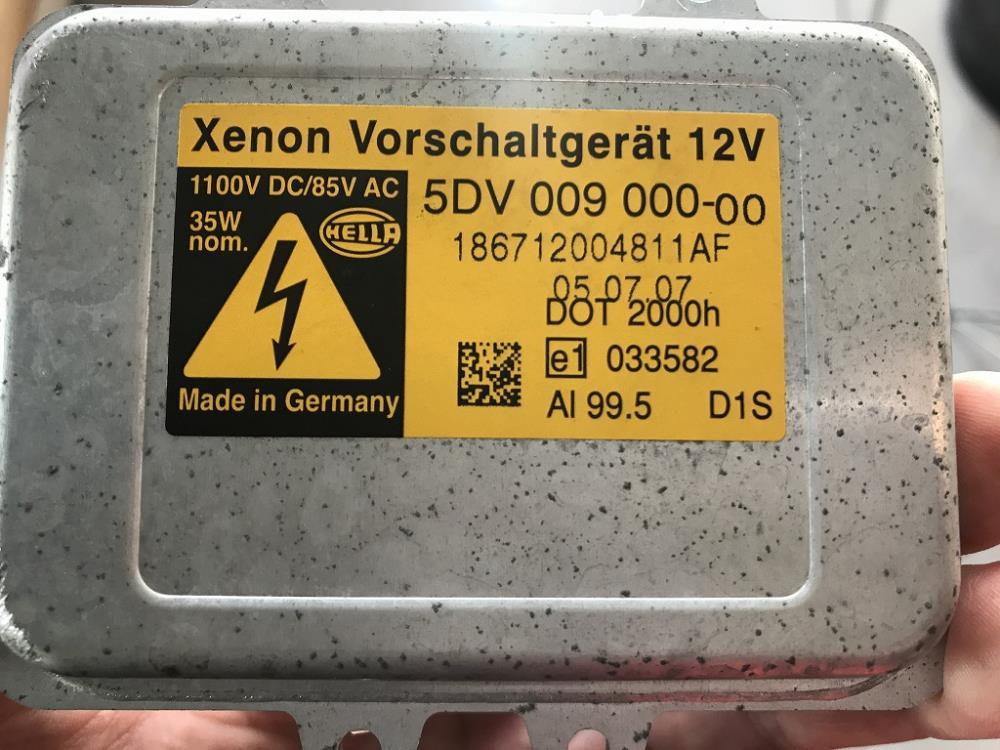 Xenon Vorschaltgerät 12V
1100V DC/85V AC
35W
nom.
HELLA
Made in Germany
5DV 009 000-00
186712004811AF
05.07.07
DOT 2000h
e1 033582
Al 99.5 D1S